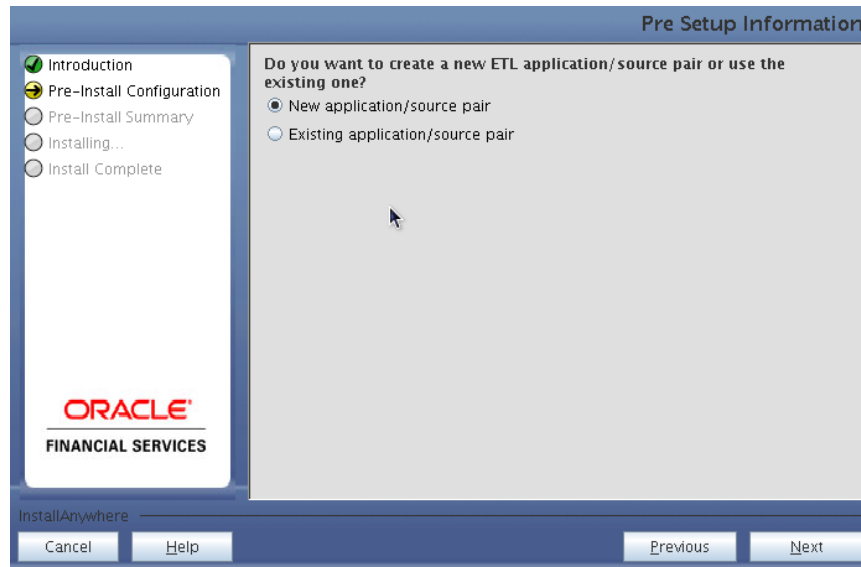 Pre Setup Information
Introduction
Pre-Install Configuration
Pre-Install Summary
Installing...
Install Complete
Do you want to create a new ETL application/source pair or use the
existing one?
New application/source pair
Existing application/source pair
ORACLE
FINANCIAL SERVICES
InstallAnywhere
Cancel
Help
Previous
Next